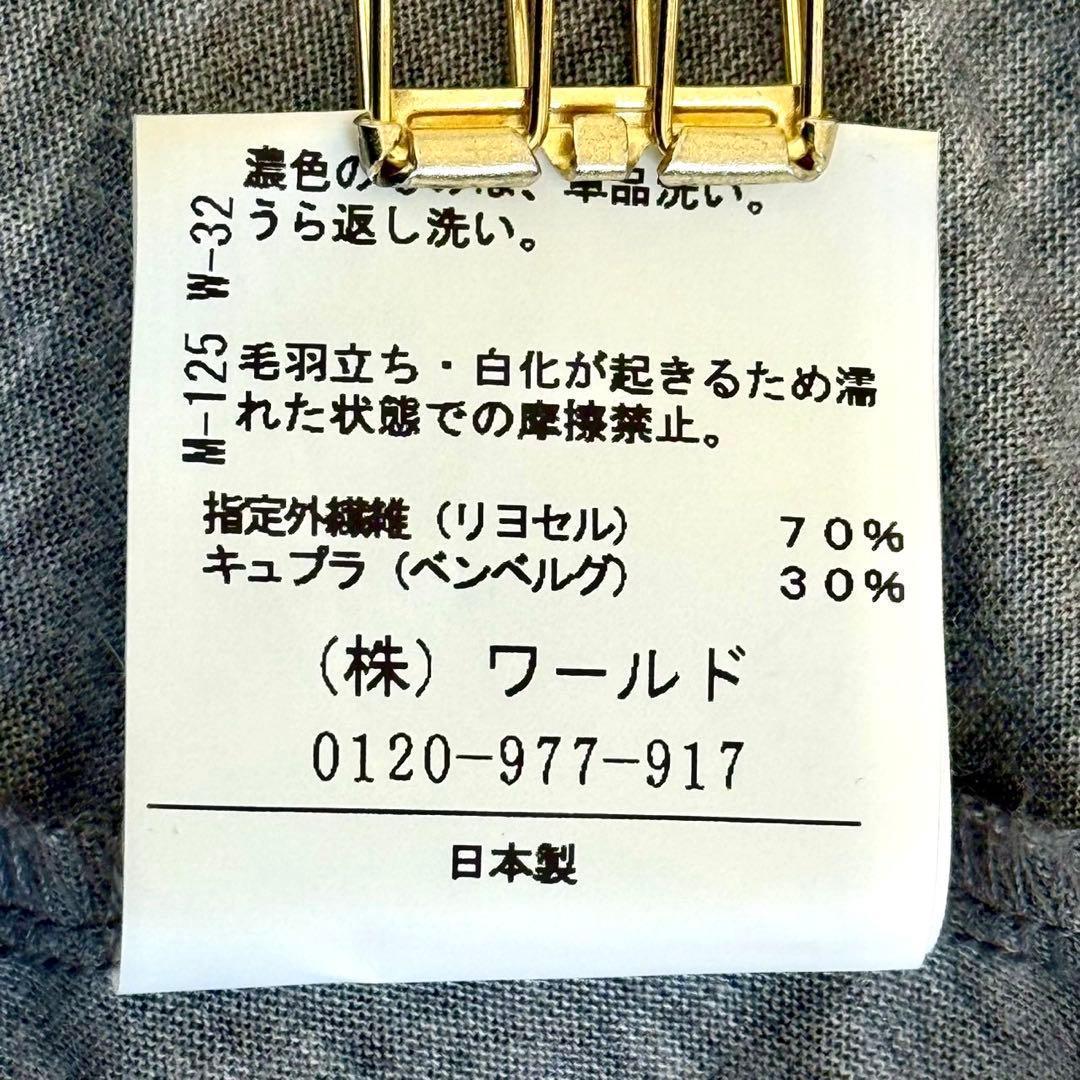 濃色のものは、単品洗い。
うら返し洗い。
W-32
M-125
毛羽立ち・白化が起きるため濡
れた状態での摩擦禁止。
指定外繊維（リヨセル） 70%
キュプラ（ベンベルグ） 30%
（株）ワールド
0120-977-917
日本製